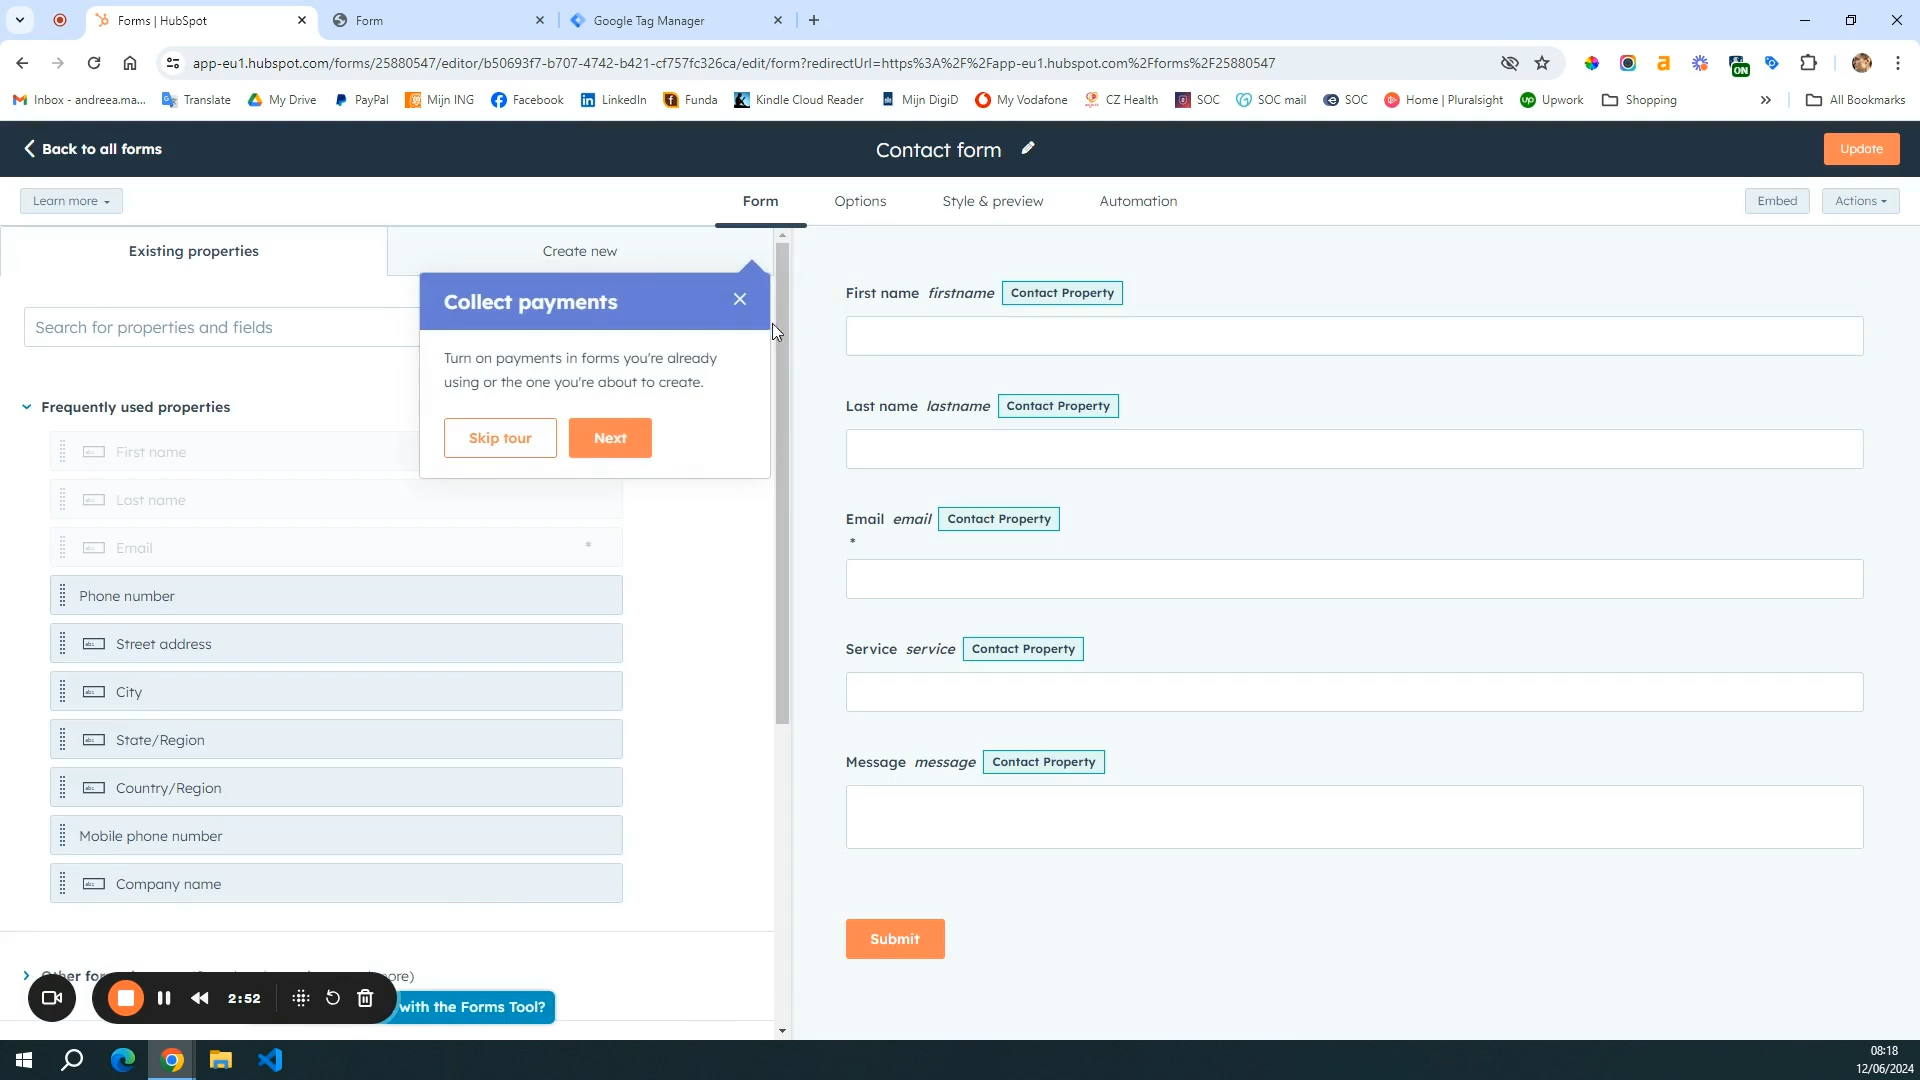 Forms | HubSpot
Form
Google Tag Manager
app-eu1.hubspot.com/forms/25880547/editor/b50693f7-b707-4742-b421-cf757fc326ca/edit/form?redirectUrl=https%3A%2F%2Fapp-eu1.hubspot.com%2Fforms%2F25880547
ON
Inbox - andreea.ma...
Translate
My Drive
PayPal
Mijn ING
Facebook
LinkedIn
Funda
Kindle Cloud Reader
Mijn DigiD
My Vodafone
CZ Health
SOC
SOC mail
SOC
Home | Pluralsight
Upwork
Shopping
»
All Bookmarks
Back to all forms
Contact form
Update
Learn more
Form
Options
Style & preview
Automation
Embed
Actions
Existing properties
Create new
Search for properties and fields
Collect payments
Turn on payments in forms you're already
using or the one you're about to create.
Skip tour
Next
Frequently used properties
First name
Last name
Email *
Phone number
Street address
City
State/Region
Country/Region
Mobile phone number
Company name
First name firstname Contact Property
Last name lastname Contact Property
Email email Contact Property
*
Service service Contact Property
Message message Contact Property
Submit
Other for
ore)
2:52
with the Forms Tool?
08:18
12/06/2024